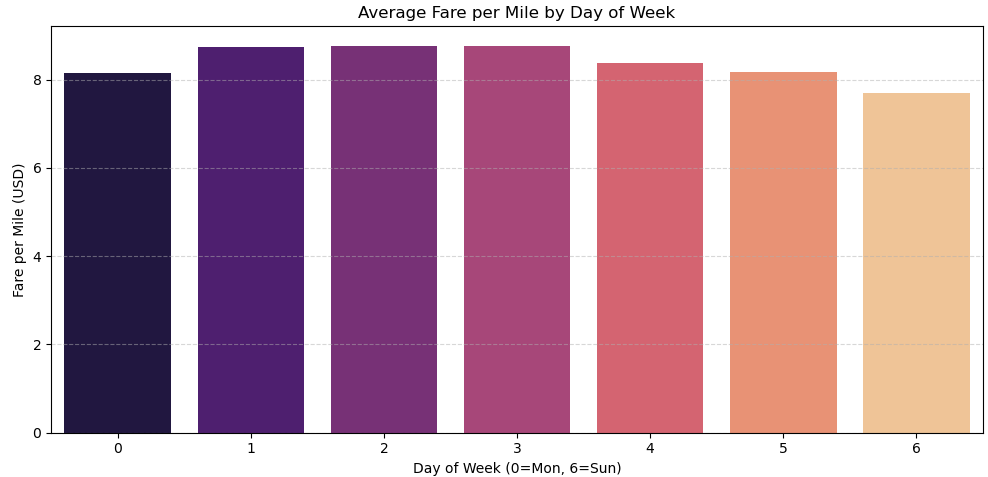 Average Fare per Mile by Day of Week
Fare per Mile (USD)
8
6
4
2
0
0 1 2 3 4 5 6
Day of Week (0=Mon, 6=Sun)